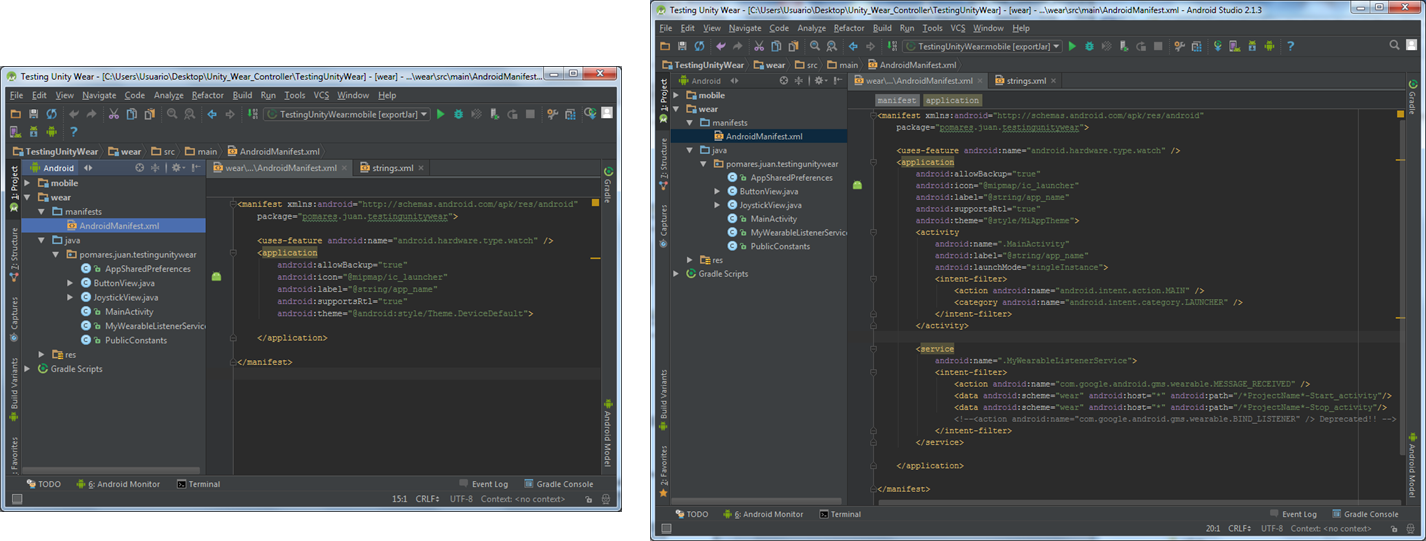 Testing Unity Wear - [C:\Users\Usuario\Desktop\Unity_Wear_Controller\TestingUnityWear] - [wear] - ...\wear\src\main\AndroidManifest.xml...
File Edit View Navigate Code Analyze Refactor Build Run Tools VCS Window Help
TestingUnityWear:mobile [exportJar]
TestingUnityWear wear src main AndroidManifest.xml
Android
wear\...\AndroidManifest.xml
strings.xml
1: Project
7: Structure
Captures
Build Variants
Favorites
mobile
wear
manifests
AndroidManifest.xml
java
pomares.juan.testingunitywear
AppSharedPreferences
ButtonView.java
JoystickView.java
MainActivity
MyWearableListenerService
PublicConstants
res
Gradle Scripts
<manifest xmlns:android="http://schemas.android.com/apk/res/android"
package="pomares.juan.testingunitywear">
<uses-feature android:name="android.hardware.type.watch" />
<application
android:allowBackup="true"
android:icon="@mipmap/ic_launcher"
android:label="@string/app_name"
android:supportsRtl="true"
android:theme="@android:style/Theme.DeviceDefault">
</application>
</manifest>
Gradle
Android Model
TODO 6: Android Monitor Terminal Event Log Gradle Console
15:1 CRLF UTF-8 Context: <no context>
Testing Unity Wear - [C:\Users\Usuario\Desktop\Unity_Wear_Controller\TestingUnityWear] - [wear] - ...\wear\src\main\AndroidManifest.xml - Android Studio 2.1.3
File Edit View Navigate Code Analyze Refactor Build Run Tools VCS Window Help
TestingUnityWear:mobile [exportJar]
TestingUnityWear wear src main AndroidManifest.xml
Android
wear\...\AndroidManifest.xml
strings.xml
1: Project
7: Structure
Captures
Build Variants
2: Favorites
mobile
wear
manifests
AndroidManifest.xml
java
pomares.juan.testingunitywear
AppSharedPreferences
ButtonView.java
JoystickView.java
MainActivity
MyWearableListenerService
PublicConstants
res
Gradle Scripts
manifest application
<manifest xmlns:android="http://schemas.android.com/apk/res/android"
package="pomares.juan.testingunitywear">
<uses-feature android:name="android.hardware.type.watch" />
<application
android:allowBackup="true"
android:icon="@mipmap/ic_launcher"
android:label="@string/app_name"
android:supportsRtl="true"
android:theme="@style/MiAppTheme">
<activity
android:name=".MainActivity"
android:label="@string/app_name"
android:launchMode="singleInstance">
<intent-filter>
<action android:name="android.intent.action.MAIN" />
<category android:name="android.intent.category.LAUNCHER" />
</intent-filter>
</activity>
<service
android:name=".MyWearableListenerService">
<intent-filter>
<action android:name="com.google.android.gms.wearable.MESSAGE_RECEIVED" />
<data android:scheme="wear" android:host="*" android:path="/*ProjectName*-Start_activity"/>
<data android:scheme="wear" android:host="*" android:path="/*ProjectName*-Stop_activity"/>
<!--<action android:name="com.google.android.gms.wearable.BIND_LISTENER" /> Deprecated!! -->
</intent-filter>
</service>
</application>
</manifest>
Gradle
Android Model
TODO 6: Android Monitor Terminal Event Log Gradle Console
20:1 CRLF UTF-8 Context: <no context>